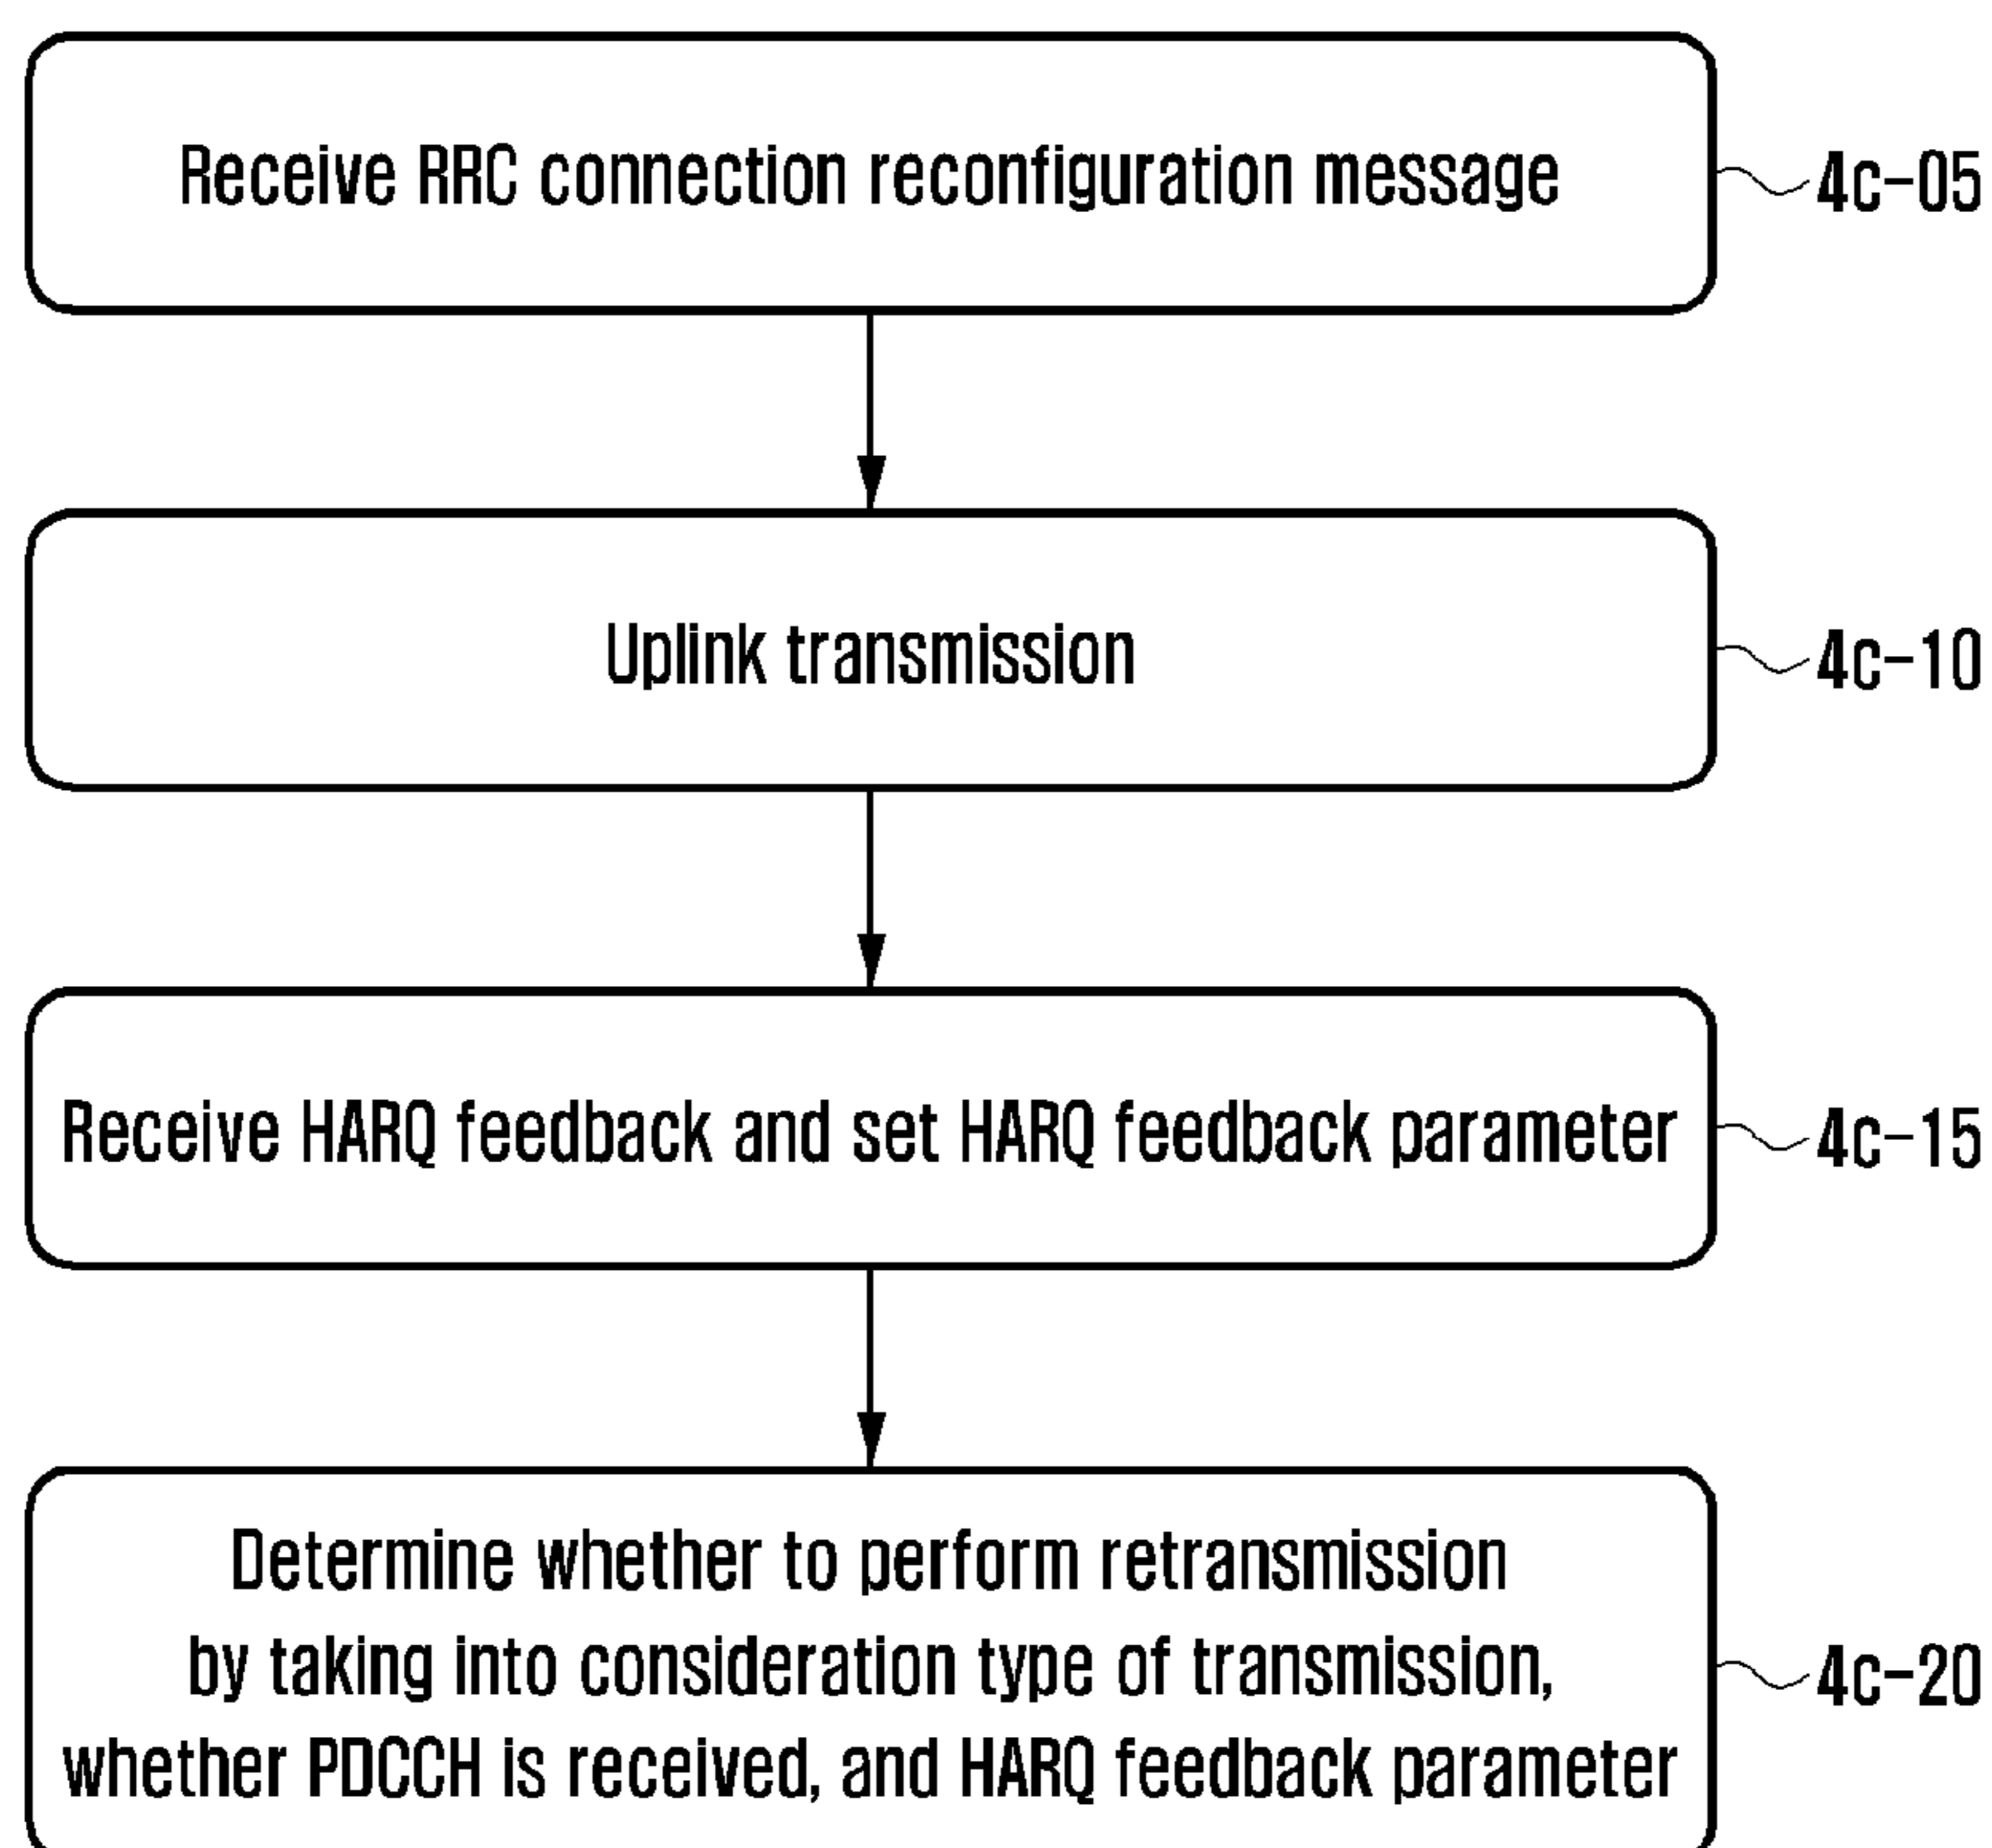 Receive RRC connection reconfiguration message
4c-05
Uplink transmission
4c-10
Receive HARQ feedback and set HARQ feedback parameter
4c-15
Determine whether to perform retransmission
by taking into consideration type of transmission,
whether PDCCH is received, and HARQ feedback parameter
4c-20